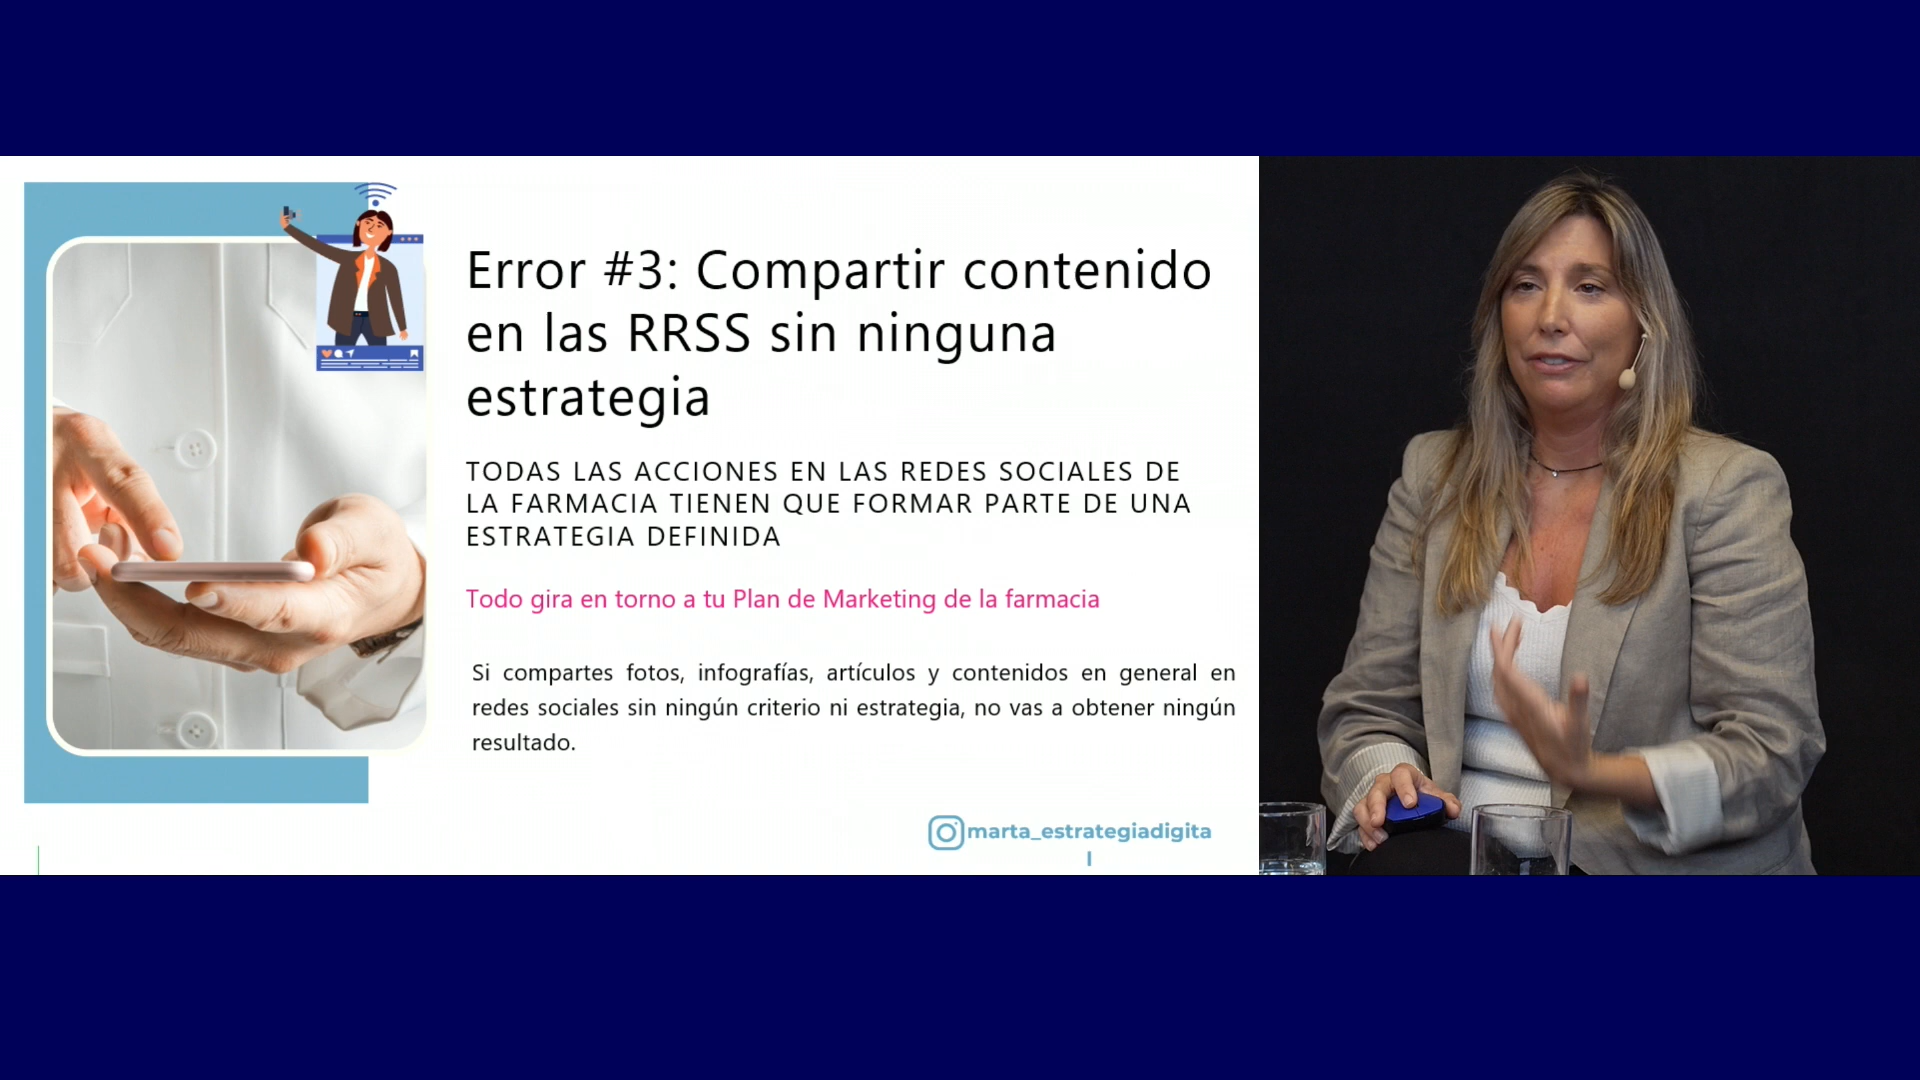 Error #3: Compartir contenido
en las RRSS sin ninguna
estrategia
TODAS LAS ACCIONES EN LAS REDES SOCIALES DE
LA FARMACIA TIENEN QUE FORMAR PARTE DE UNA
ESTRATEGIA DEFINIDA
Todo gira en torno a tu Plan de Marketing de la farmacia
Si compartes fotos, infografías, artículos y contenidos en general en
redes sociales sin ningún criterio ni estrategia, no vas a obtener ningún
resultado.
marta_estrategiadigita
l